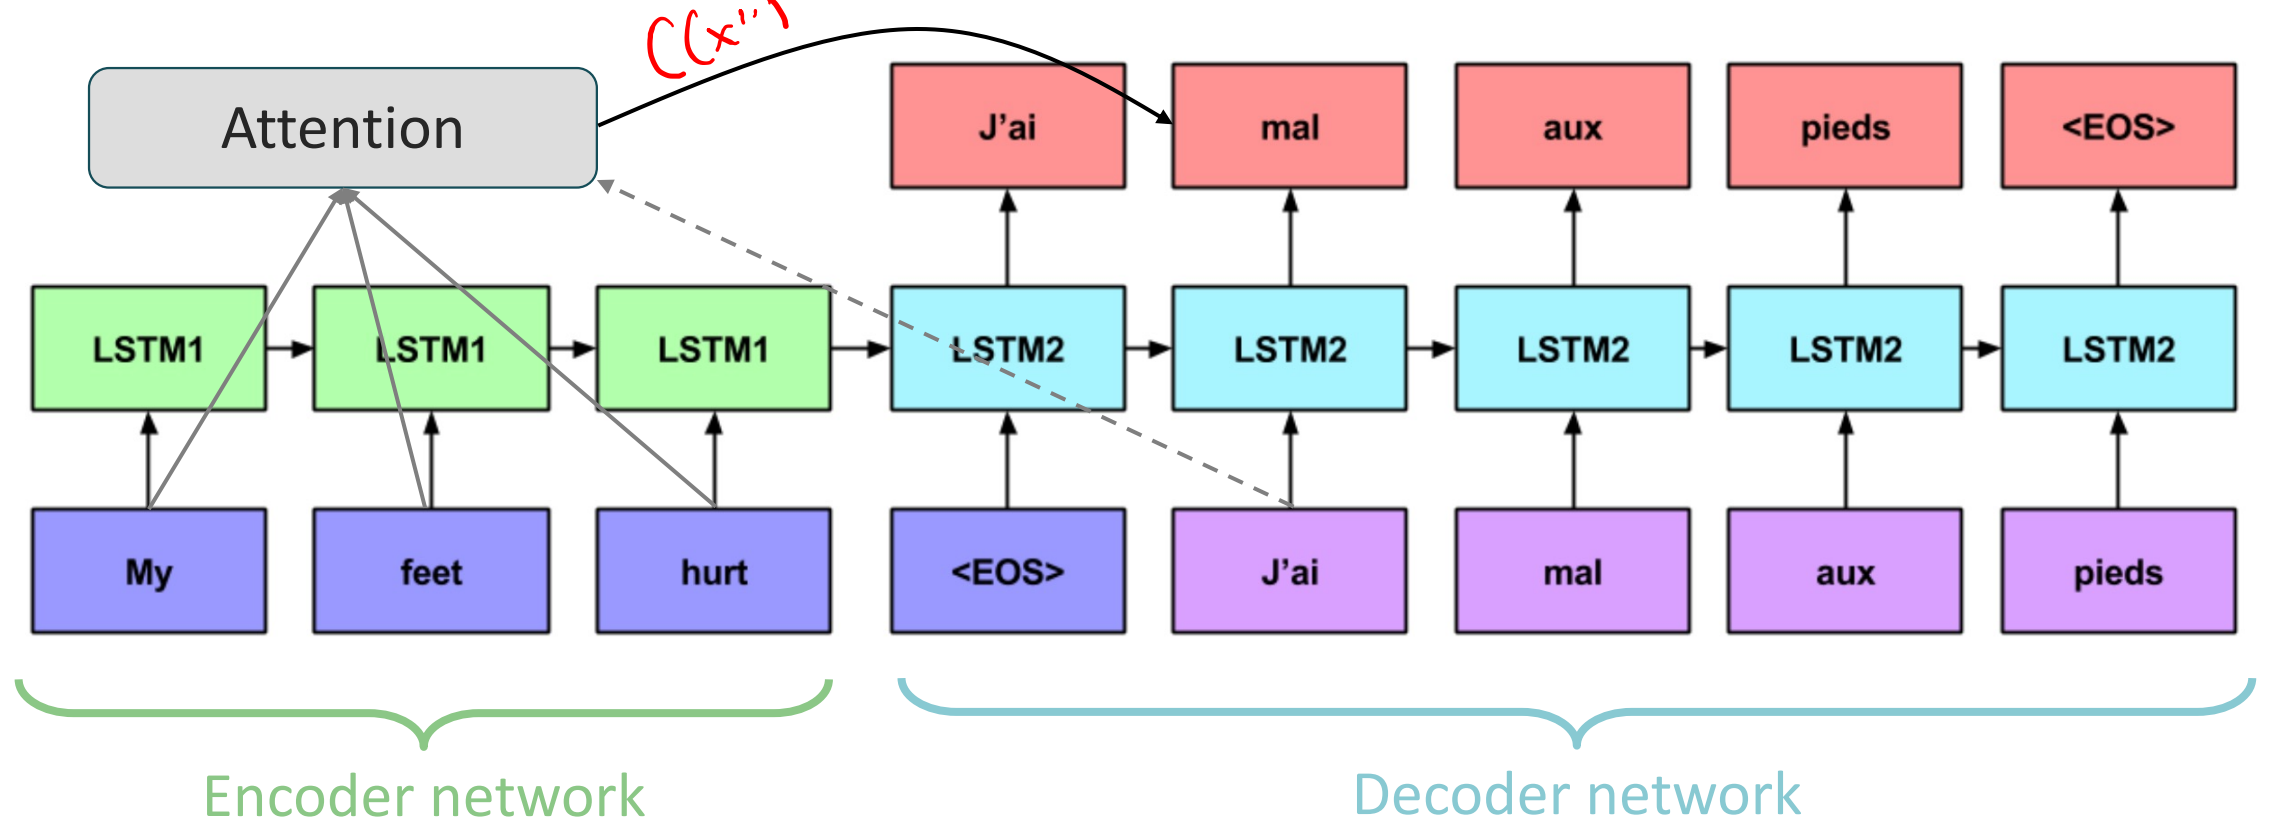 C(x'')
Attention
J'ai mal aux pieds <EOS>
LSTM1 LSTM1 LSTM1 LSTM2 LSTM2 LSTM2 LSTM2 LSTM2
My feet hurt <EOS> J'ai mal aux pieds
Encoder network Decoder network